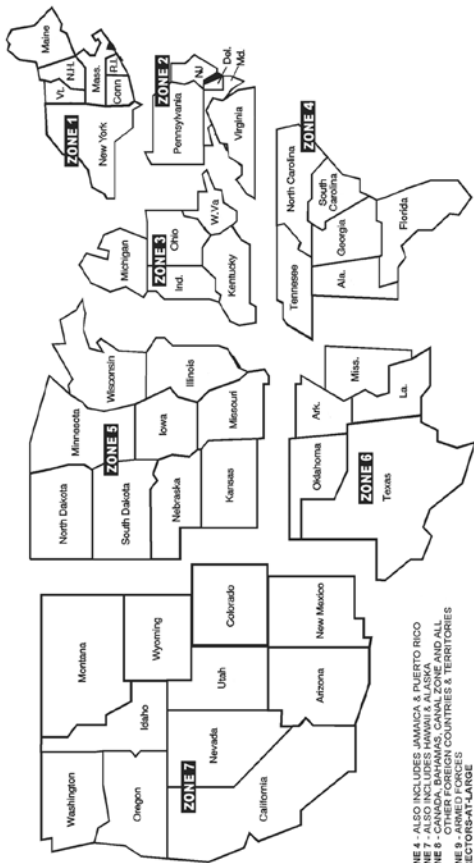 Maine
Vt.
N.H.
Mass.
R.I.
Conn
New York
ZONE 1
ZONE 2
Pennsylvania
NJ
Del.
Md.
Virginia
Michigan
ZONE 3
Ohio
Ind.
W.Va
Kentucky
ZONE 4
North Carolina
South
Carolina
Tennesee
Georgia
Ala.
Florida
Minnesota
Wisconsin
ZONE 5
North Dakota
South Dakota
Iowa
Illinois
Nebraska
Missouri
Kansas
Oklahoma
Ark.
Miss.
ZONE 6
Texas
La.
Washington
Montana
Oregon
Idaho
Wyoming
ZONE 7
Nevada
Utah
Colorado
California
Arizona
New Mexico
NE 4 - ALSO INCLUDES JAMAICA & PUERTO RICO
NE 7 - ALSO INCLUDES HAWAII & ALASKA
NE 8 - CANADA, BAHAMAS, CANAL ZONE AND ALL
OTHER FOREIGN COUNTRIES & TERRITORIES
NE 9 - ARMED FORCES
ECTORS-AT-LARGE